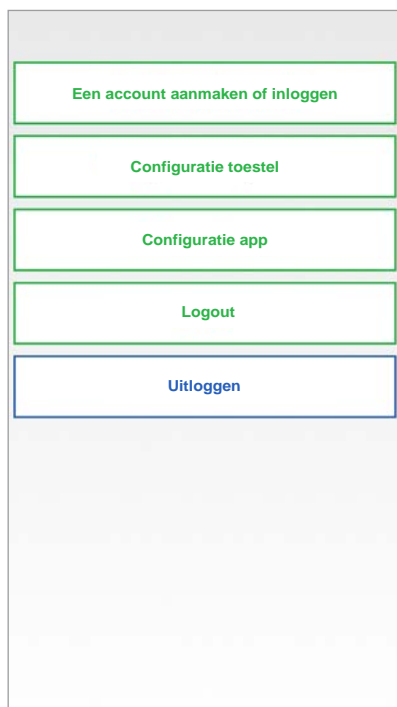 Een account aanmaken of inloggen
Configuratie toestel
Configuratie app
Logout
Uitloggen